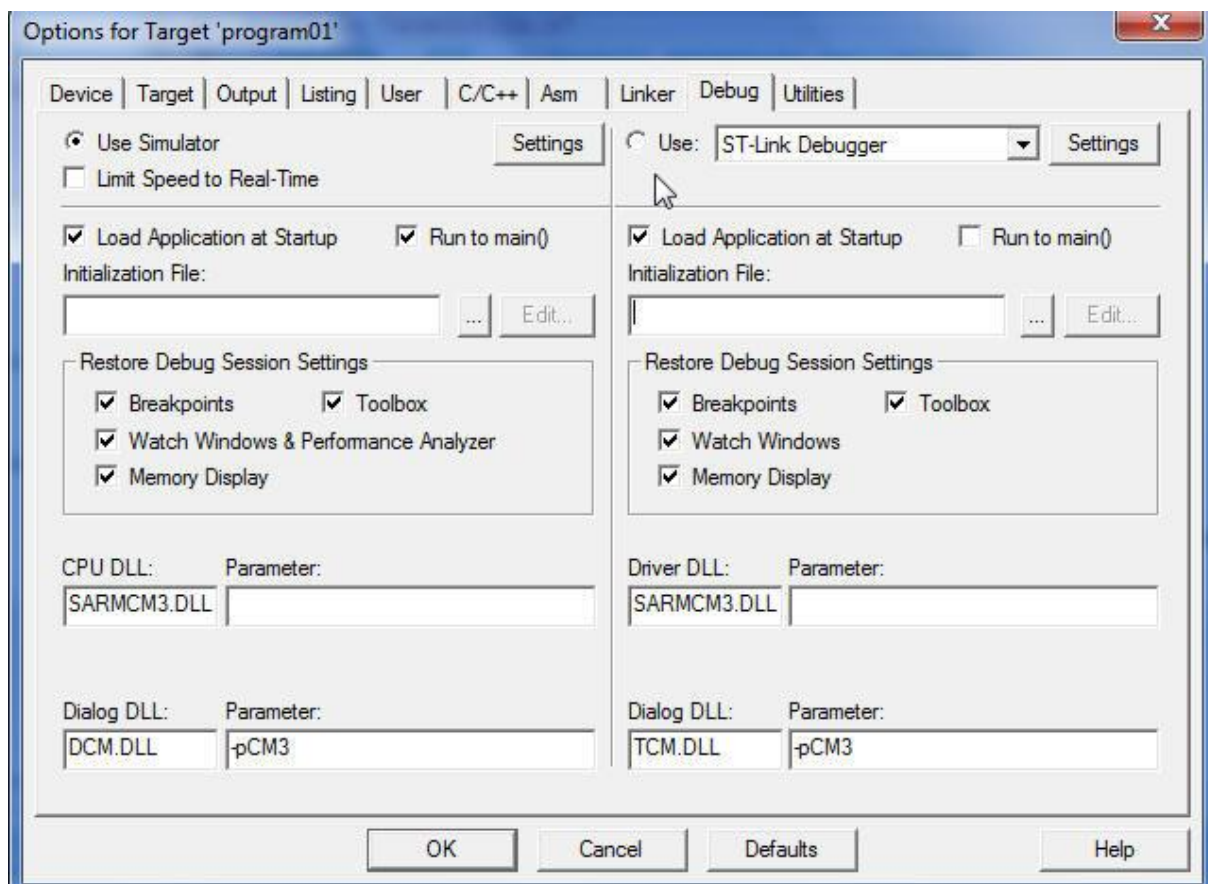 Options for Target 'program01'
Device Target Output Listing User C/C++ Asm Linker Debug Utilities
Use Simulator Settings Use: ST-Link Debugger Settings
Limit Speed to Real-Time
Load Application at Startup Run to main() Load Application at Startup Run to main()
Initialization File: Initialization File:
... Edit... ... Edit...
Restore Debug Session Settings Restore Debug Session Settings
Breakpoints Toolbox Breakpoints Toolbox
Watch Windows & Performance Analyzer Watch Windows
Memory Display Memory Display
CPU DLL: Parameter: Driver DLL: Parameter:
SARMCM3.DLL SARMCM3.DLL
Dialog DLL: Parameter: Dialog DLL: Parameter:
DCM.DLL -pCM3 TCM.DLL -pCM3
OK Cancel Defaults Help